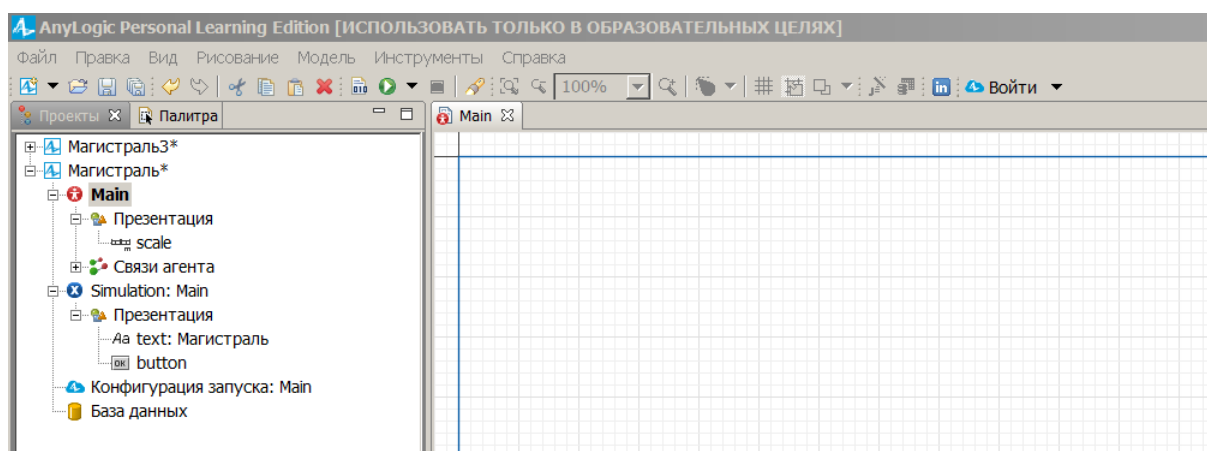 AnyLogic Personal Learning Edition [ИСПОЛЬЗОВАТЬ ТОЛЬКО В ОБРАЗОВАТЕЛЬНЫХ ЦЕЛЯХ]
Файл Правка Вид Рисование Модель Инструменты Справка
100% Войти
Проекты Палитра Main
Магистраль3*
Магистраль*
Main
Презентация
scale
Связи агента
Simulation: Main
Презентация
Aa text: Магистраль
OK button
Конфигурация запуска: Main
База данных